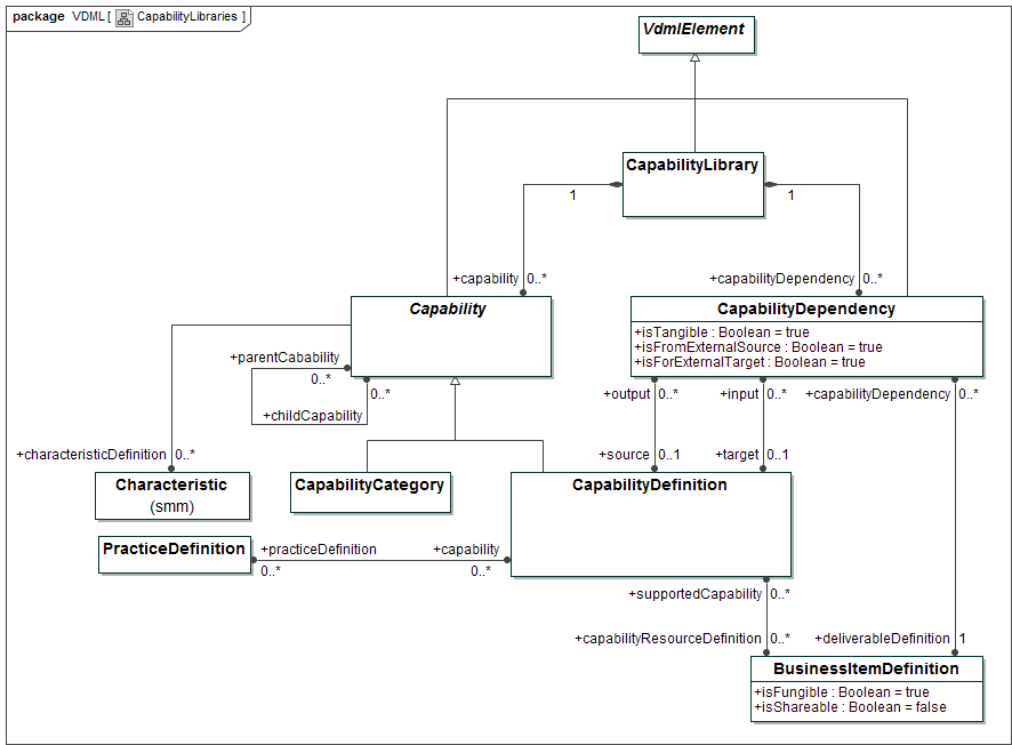 package VDML [ CapabilityLibraries ]
VdmlElement
CapabilityLibrary
1
1
+capability 0..*
+capabilityDependency 0..*
Capability
CapabilityDependency
+isTangible : Boolean = true
+isFromExternalSource : Boolean = true
+isForExternalTarget : Boolean = true
+parentCabability
0..*
0..*
+childCapability
+output 0..*
+input 0..*
+capabilityDependency 0..*
+characteristicDefinition 0..*
+source 0..1
+target 0..1
Characteristic
(smm)
CapabilityCategory
CapabilityDefinition
PracticeDefinition
+practiceDefinition
0..*
+capability
0..*
+supportedCapability 0..*
+capabilityResourceDefinition 0..*
+deliverableDefinition 1
BusinessItemDefinition
+isFungible : Boolean = true
+isShareable : Boolean = false